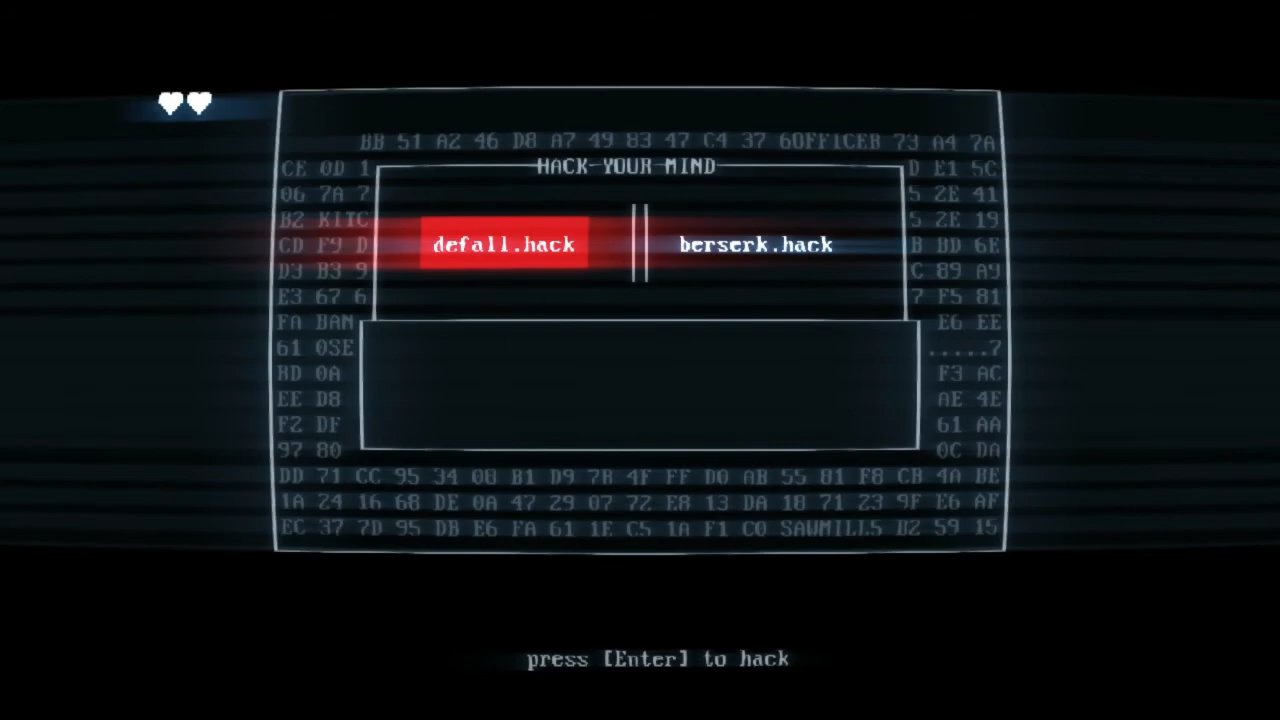 BB 51 A2 46 D8 A7 49 83 47 C4 37 6OFFICEB 73 A4 7A
HACK YOUR MIND
CE 0D 1 D E1 5C
06 7A 7 5 2E 41
B2 KITC 5 2E 19
defall.hack berserk.hack
CD F9 D B BD 6E
D3 B3 9 C 89 A9
E3 67 6 7 F5 81
FA BAN E6 EE
61 0SE .....7
BD 0A F3 AC
EE D8 AE 4E
F2 DF 61 AA
97 80 0C DA
DD 71 CC 95 34 08 B1 D9 7B 4F FF D0 AB 55 81 F8 CB 4A BE
1A 24 16 68 DE 0A 47 29 07 72 E8 13 DA 18 71 23 9F E6 AF
EC 37 7D 95 DB E6 FA 61 1E C5 1A F1 C0 SAWMILL5 B2 59 15
press [Enter] to hack